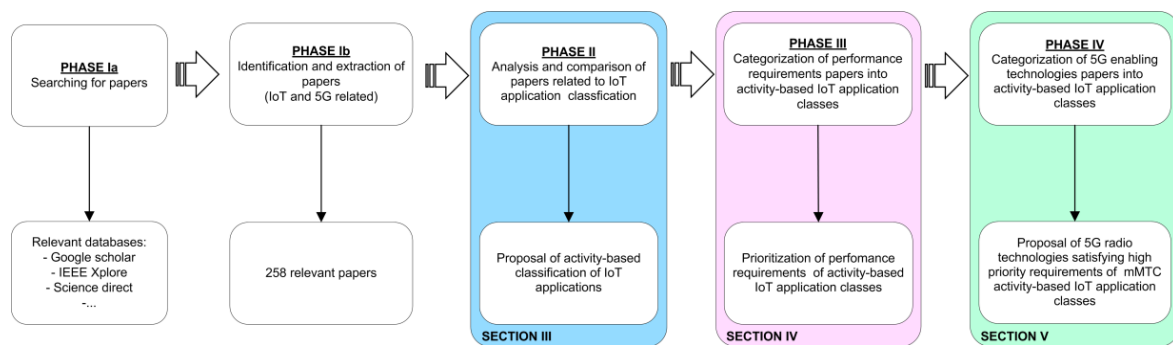 PHASE Ia
Searching for papers
PHASE Ib
Identification and extraction of
papers
(IoT and 5G related)
PHASE II
Analysis and comparison of
papers related to IoT
application classfication
PHASE III
Categorization of performance
requirements papers into
activity-based IoT application
classes
PHASE IV
Categorization of 5G enabling
technologies papers into
activity-based IoT application
classes
Relevant databases:
- Google scholar
- IEEE Xplore
- Science direct
-...
258 relevant papers
Proposal of activity-based
classification of IoT
applications
Prioritization of perfomance
requirements of activity-based
IoT application classes
Proposal of 5G radio
technologies satisfying high
priority requirements of mMTC
activity-based IoT application
classes
SECTION III
SECTION IV
SECTION V